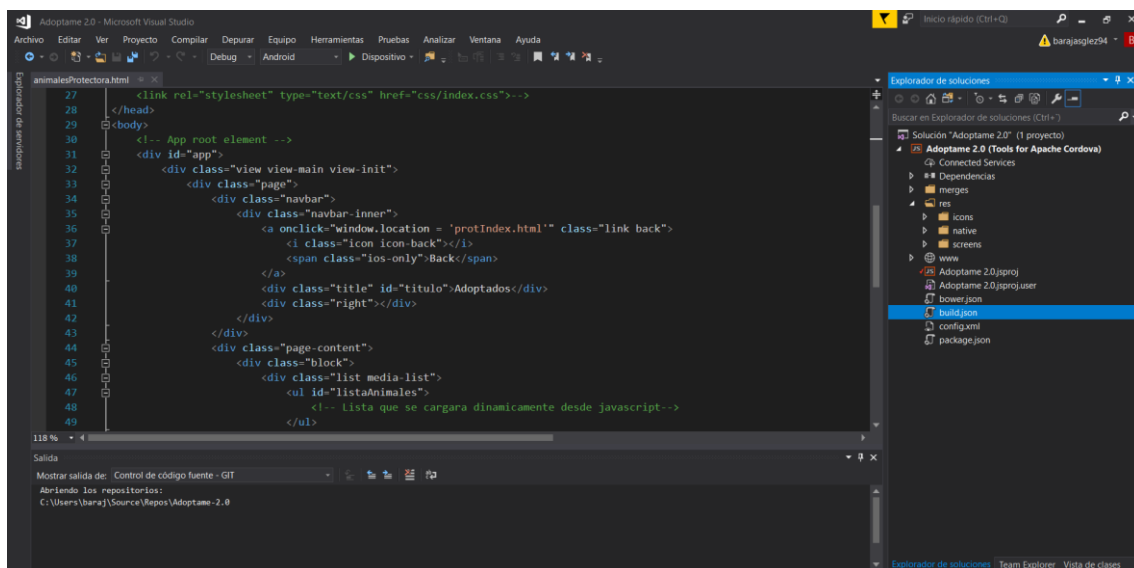 Adoptame 2.0 - Microsoft Visual Studio
Inicio rápido (Ctrl+Q)
Archivo Editar Ver Proyecto Compilar Depurar Equipo Herramientas Pruebas Analizar Ventana Ayuda
barajasglez94
B
Debug Android Dispositivo
Explorador de servidores
animalesProtectora.html
27 <link rel="stylesheet" type="text/css" href="css/index.css">-->
28 </head>
29 <body>
30 <!-- App root element -->
31 <div id="app">
32 <div class="view view-main view-init">
33 <div class="page">
34 <div class="navbar">
35 <div class="navbar-inner">
36 <a onclick="window.location = 'protIndex.html'" class="link back">
37 <i class="icon icon-back"></i>
38 <span class="ios-only">Back</span>
39 </a>
40 <div class="title" id="titulo">Adoptados</div>
41 <div class="right"></div>
42 </div>
43 </div>
44 <div class="page-content">
45 <div class="block">
46 <div class="list media-list">
47 <ul id="listaAnimales">
48 <!-- Lista que se cargara dinamicamente desde javascript-->
49 </ul>
118 %
Salida
Mostrar salida de: Control de código fuente - GIT
Abriendo los repositorios:
C:\Users\baraj\Source\Repos\Adoptame-2.0
Explorador de soluciones
Buscar en Explorador de soluciones (Ctrl+´)
Solución "Adoptame 2.0" (1 proyecto)
Adoptame 2.0 (Tools for Apache Cordova)
Connected Services
Dependencias
merges
res
icons
native
screens
www
Adoptame 2.0.jsproj
Adoptame 2.0.jsproj.user
bower.json
build.json
config.xml
package.json
Explorador de soluciones Team Explorer Vista de clases